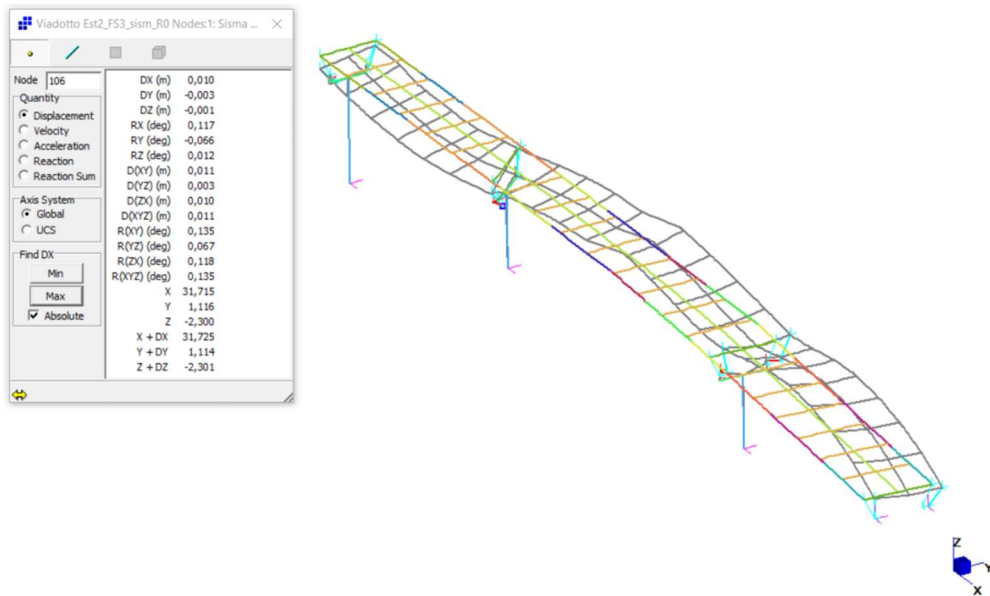 Viadotto Est2_FS3_sism_R0 Nodes:1: Sisma ...
Node 106
Quantity
Displacement
Velocity
Acceleration
Reaction
Reaction Sum
Axis System
Global
UCS
Find DX
Min
Max
Absolute
DX (m) 0,010
DY (m) -0,003
DZ (m) -0,001
RX (deg) 0,117
RY (deg) -0,066
RZ (deg) 0,012
D(XY) (m) 0,011
D(YZ) (m) 0,003
D(ZX) (m) 0,010
D(XYZ) (m) 0,011
R(XY) (deg) 0,135
R(YZ) (deg) 0,067
R(ZX) (deg) 0,118
R(XYZ) (deg) 0,135
X 31,715
Y 1,116
Z -2,300
X + DX 31,725
Y + DY 1,114
Z + DZ -2,301
Z
Y
X